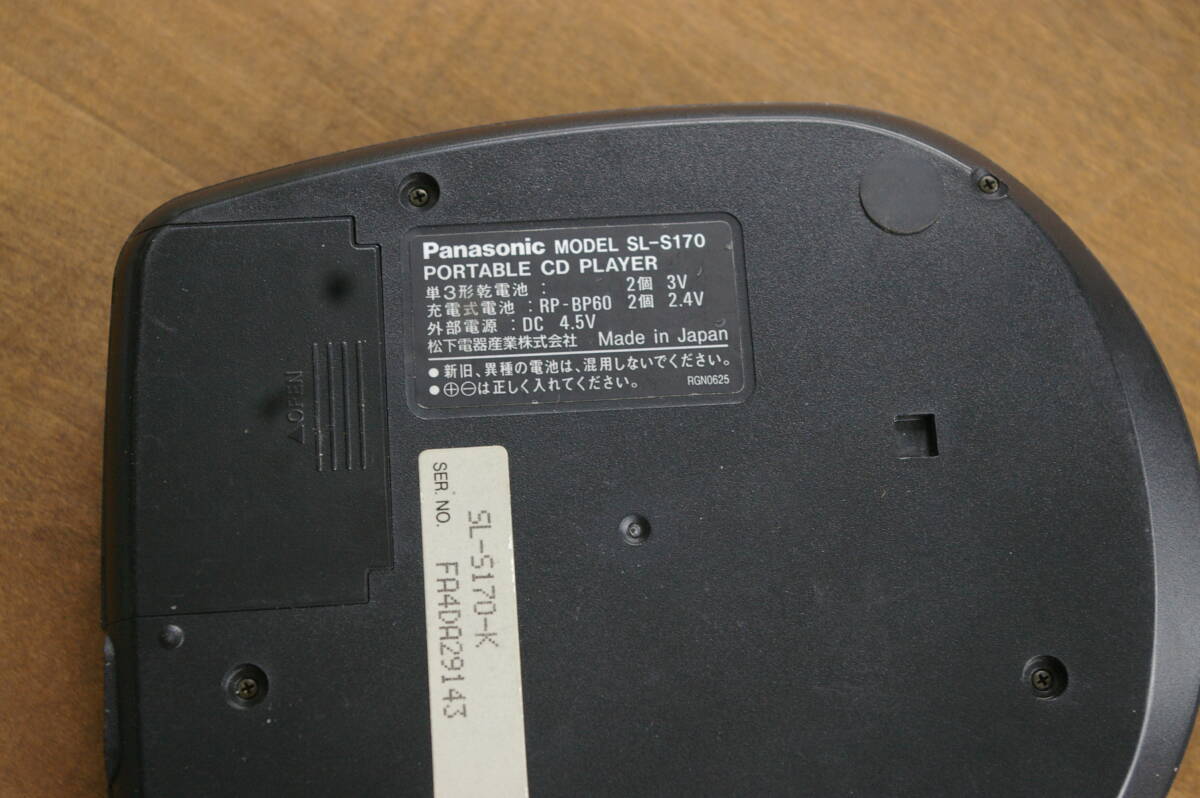 Panasonic MODEL SL-S170
PORTABLE CD PLAYER
単3形乾電池 : 2個 3V
充電式電池 : RP-BP60 2個 2.4V
外部電源 : DC 4.5V
松下電器産業株式会社 Made in Japan
● 新旧、異種の電池は、混用しないでください。
● ⊕⊖は正しく入れてください。 RGN0625
△OPEN
SL-S170-K
SER. NO. FA4DA29143